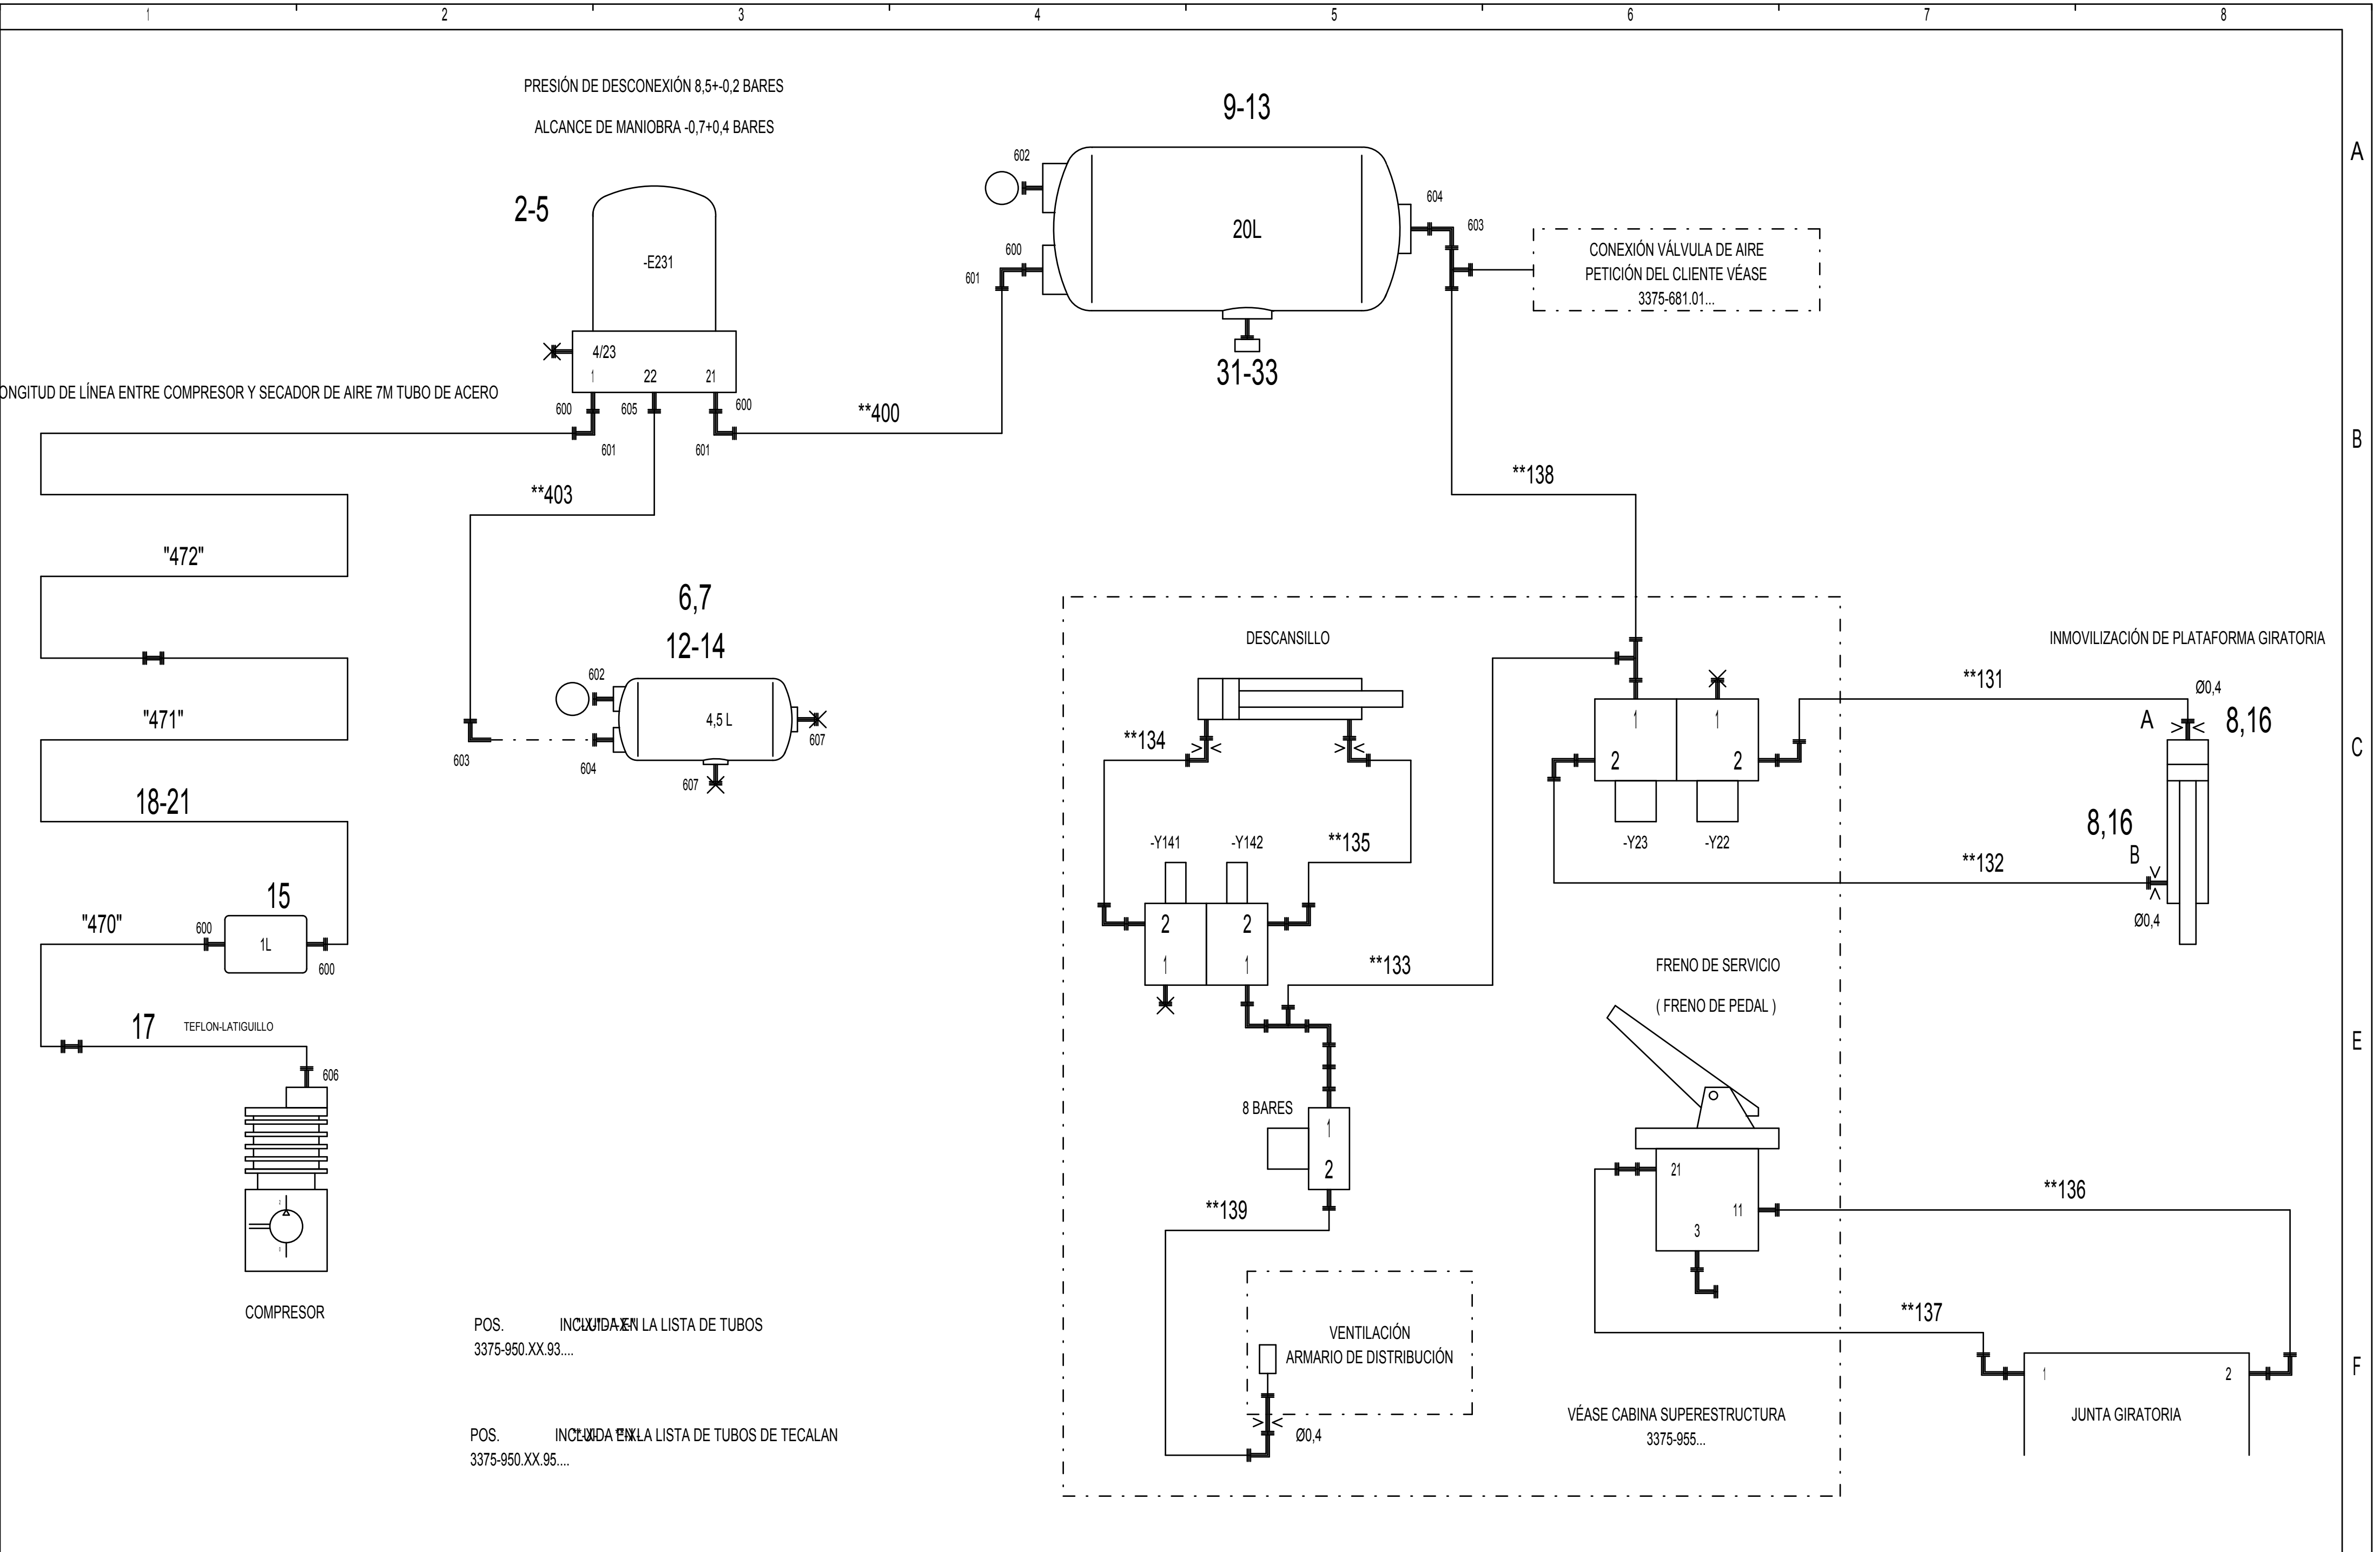 1 2 3 4 5 6 7 8
PRESIÓN DE DESCONEXIÓN 8,5+-0,2 BARES
ALCANCE DE MANIOBRA -0,7+0,4 BARES
2-5
-E231
4/23
1 22 21
600 605 600
601 601
ONGITUD DE LÍNEA ENTRE COMPRESOR Y SECADOR DE AIRE 7M TUBO DE ACERO
**400
**403
9-13
602
600
601
20L
604
603
31-33
CONEXIÓN VÁLVULA DE AIRE
PETICIÓN DEL CLIENTE VÉASE
3375-681.01...
A
B
C
E
F
**138
"472"
"471"
18-21
15
"470"
600
1L
600
17
TEFLON-LATIGUILLO
606
COMPRESOR
6,7
12-14
602
4,5 L
603
604
607
607
DESCANSILLO
**134
**135
-Y141
-Y142
2 2
1 1
**133
1 1
2 2
-Y23
-Y22
INMOVILIZACIÓN DE PLATAFORMA GIRATORIA
**131
Ø0,4
A
8,16
8,16
B
**132
Ø0,4
8 BARES
1
2
**139
FRENO DE SERVICIO
( FRENO DE PEDAL )
21
11
3
**136
**137
VENTILACIÓN
ARMARIO DE DISTRIBUCIÓN
Ø0,4
VÉASE CABINA SUPERESTRUCTURA
3375-955...
1 2
JUNTA GIRATORIA
POS. EN LA LISTA DE TUBOS
3375-950.XX.93....
POS. LA LISTA DE TUBOS DE TECALAN
3375-950.XX.95....